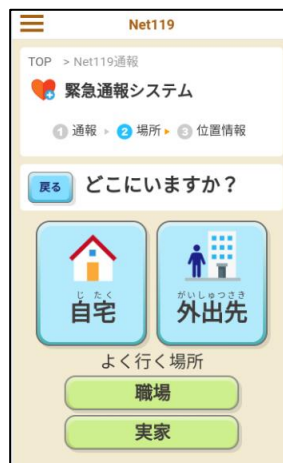 Net119
TOP > Net119通報
緊急通報システム
1 通報 ▸ 2 場所 ▸ 3 位置情報
戻る どこにいますか？
じたく がいしゅつさき
自宅 外出先
よく行く場所
職場
実家